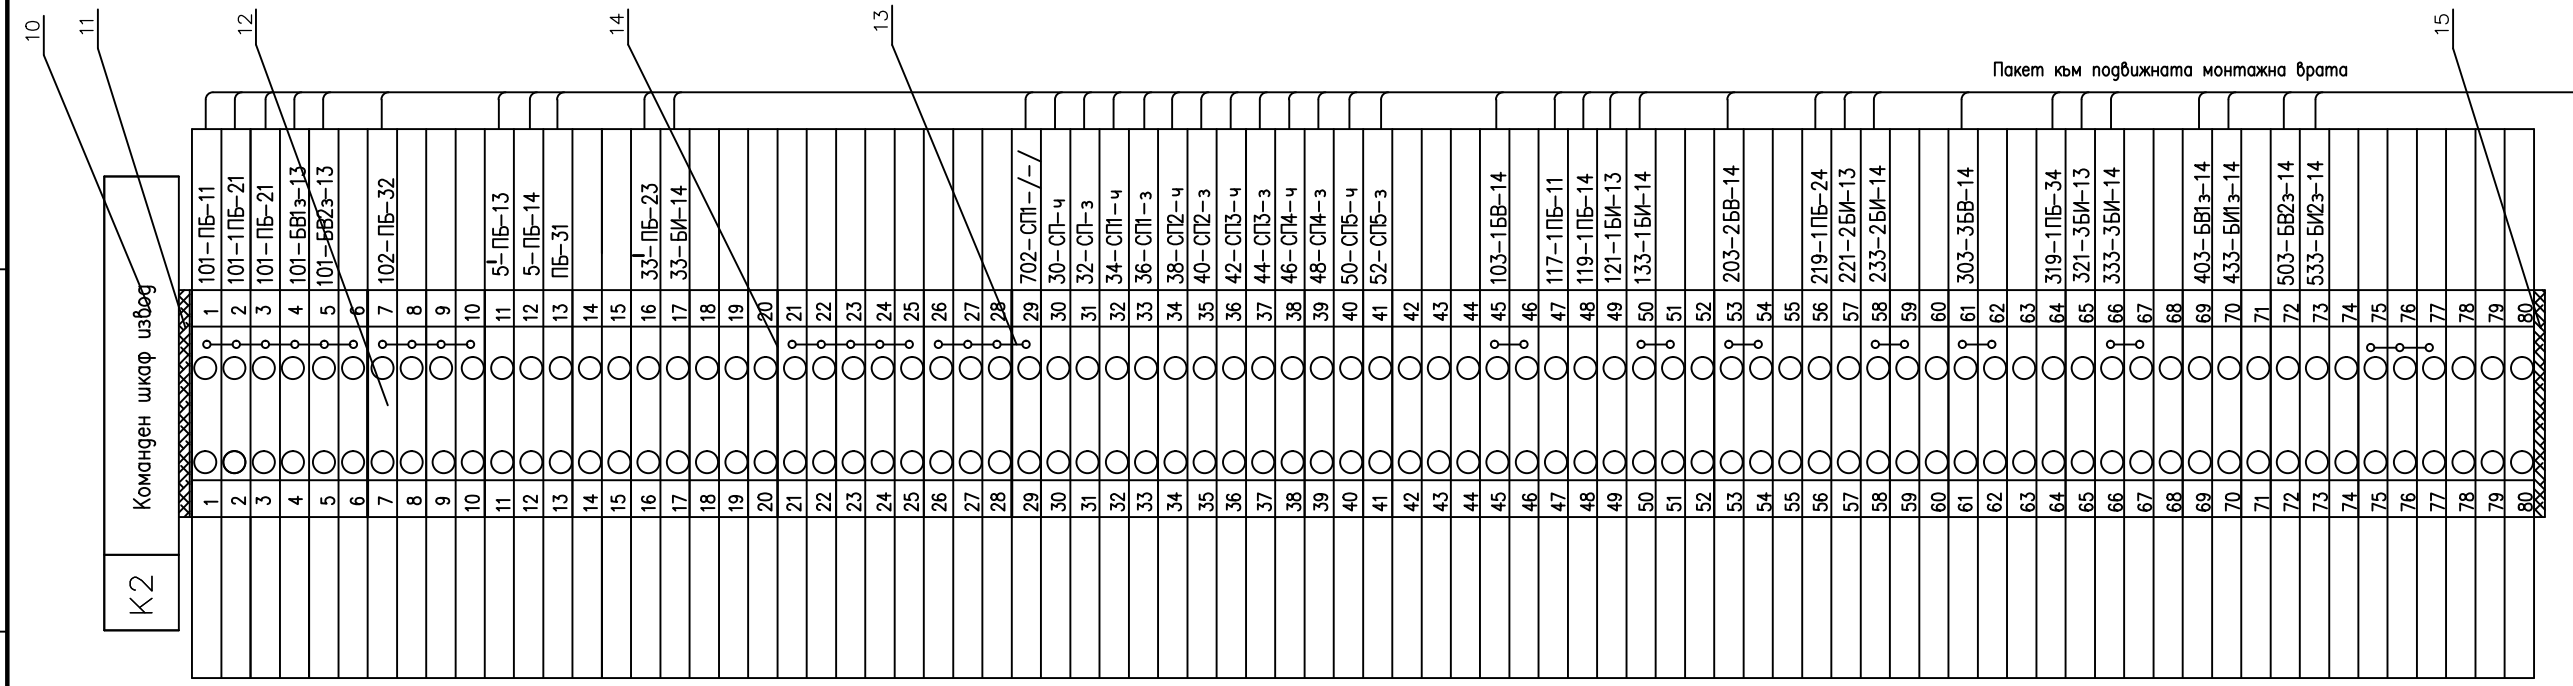 10
11
12
14
13
15
Пакет към подвижната монтажна врата
К2
Команден шкаф извод
101-ПБ-11
101-1ПБ-21
101-ПБ-21
101-БВ1з-13
101-БВ2з-13
102-ПБ-32
5'-ПБ-13
5-ПБ-14
ПБ-31
33'-ПБ-23
33-БИ-14
702-СП1-/-/
30-СП-ч
32-СП-з
34-СП1-ч
36-СП1-з
38-СП2-ч
40-СП2-з
42-СП3-ч
44-СП3-з
46-СП4-ч
48-СП4-з
50-СП5-ч
52-СП5-з
103-1БВ-14
117-1ПБ-11
119-1ПБ-14
121-1БИ-13
133-1БИ-14
203-2БВ-14
219-1ПБ-24
221-2БИ-13
233-2БИ-14
303-3БВ-14
319-1ПБ-34
321-3БИ-13
333-3БИ-14
403-БВ1з-14
433-БИ1з-14
503-БВ2з-14
533-БИ2з-14
1 2 3 4 5 6 7 8 9 10 11 12 13 14 15 16 17 18 19 20 21 22 23 24 25 26 27 28 29 30 31 32 33 34 35 36 37 38 39 40 41 42 43 44 45 46 47 48 49 50 51 52 53 54 55 56 57 58 59 60 61 62 63 64 65 66 67 68 69 70 71 72 73 74 75 76 77 78 79 80
1 2 3 4 5 6 7 8 9 10 11 12 13 14 15 16 17 18 19 20 21 22 23 24 25 26 27 28 29 30 31 32 33 34 35 36 37 38 39 40 41 42 43 44 45 46 47 48 49 50 51 52 53 54 55 56 57 58 59 60 61 62 63 64 65 66 67 68 69 70 71 72 73 74 75 76 77 78 79 80